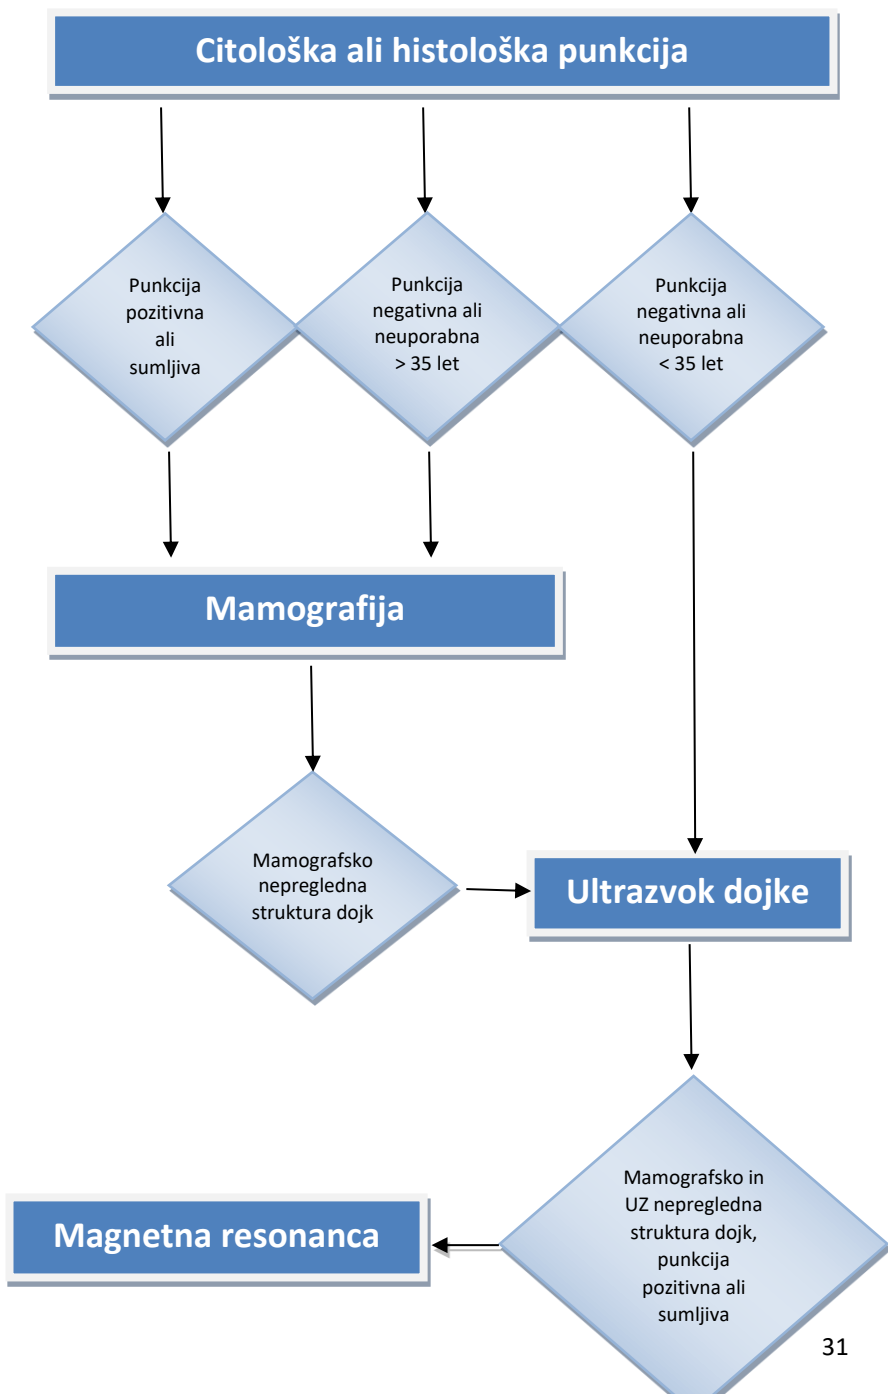 Citološka ali histološka punkcija
Punkcija
pozitivna
ali
sumljiva
Punkcija
negativna ali
neuporabna
> 35 let
Punkcija
negativna ali
neuporabna
< 35 let
Mamografija
Mamografsko
nepregledna
struktura dojk
Ultrazvok dojke
Mamografsko in
UZ nepregledna
struktura dojk,
punkcija
pozitivna ali
sumljiva
Magnetna resonanca
31